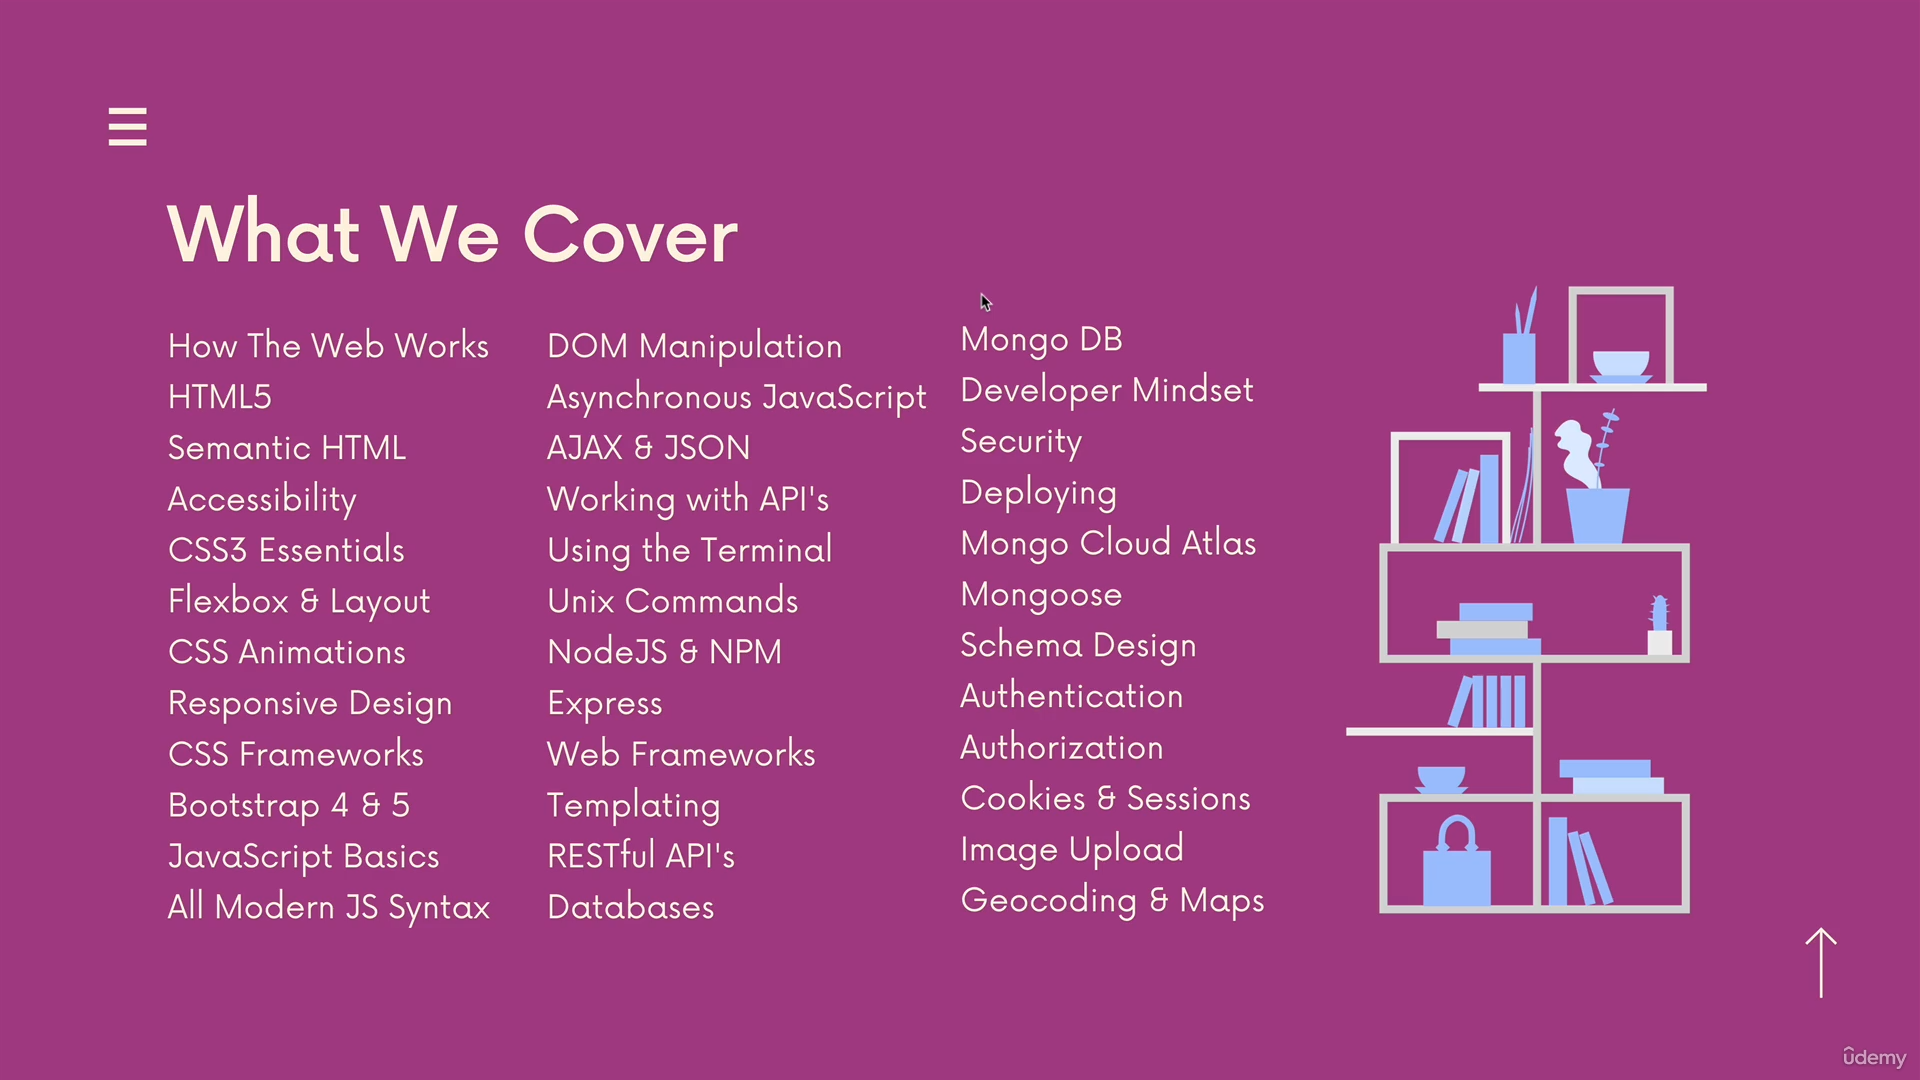 What We Cover
How The Web Works
HTML5
Semantic HTML
Accessibility
CSS3 Essentials
Flexbox & Layout
CSS Animations
Responsive Design
CSS Frameworks
Bootstrap 4 & 5
JavaScript Basics
All Modern JS Syntax
DOM Manipulation
Asynchronous JavaScript
AJAX & JSON
Working with API's
Using the Terminal
Unix Commands
NodeJS & NPM
Express
Web Frameworks
Templating
RESTful API's
Databases
Mongo DB
Developer Mindset
Security
Deploying
Mongo Cloud Atlas
Mongoose
Schema Design
Authentication
Authorization
Cookies & Sessions
Image Upload
Geocoding & Maps
ûdemy